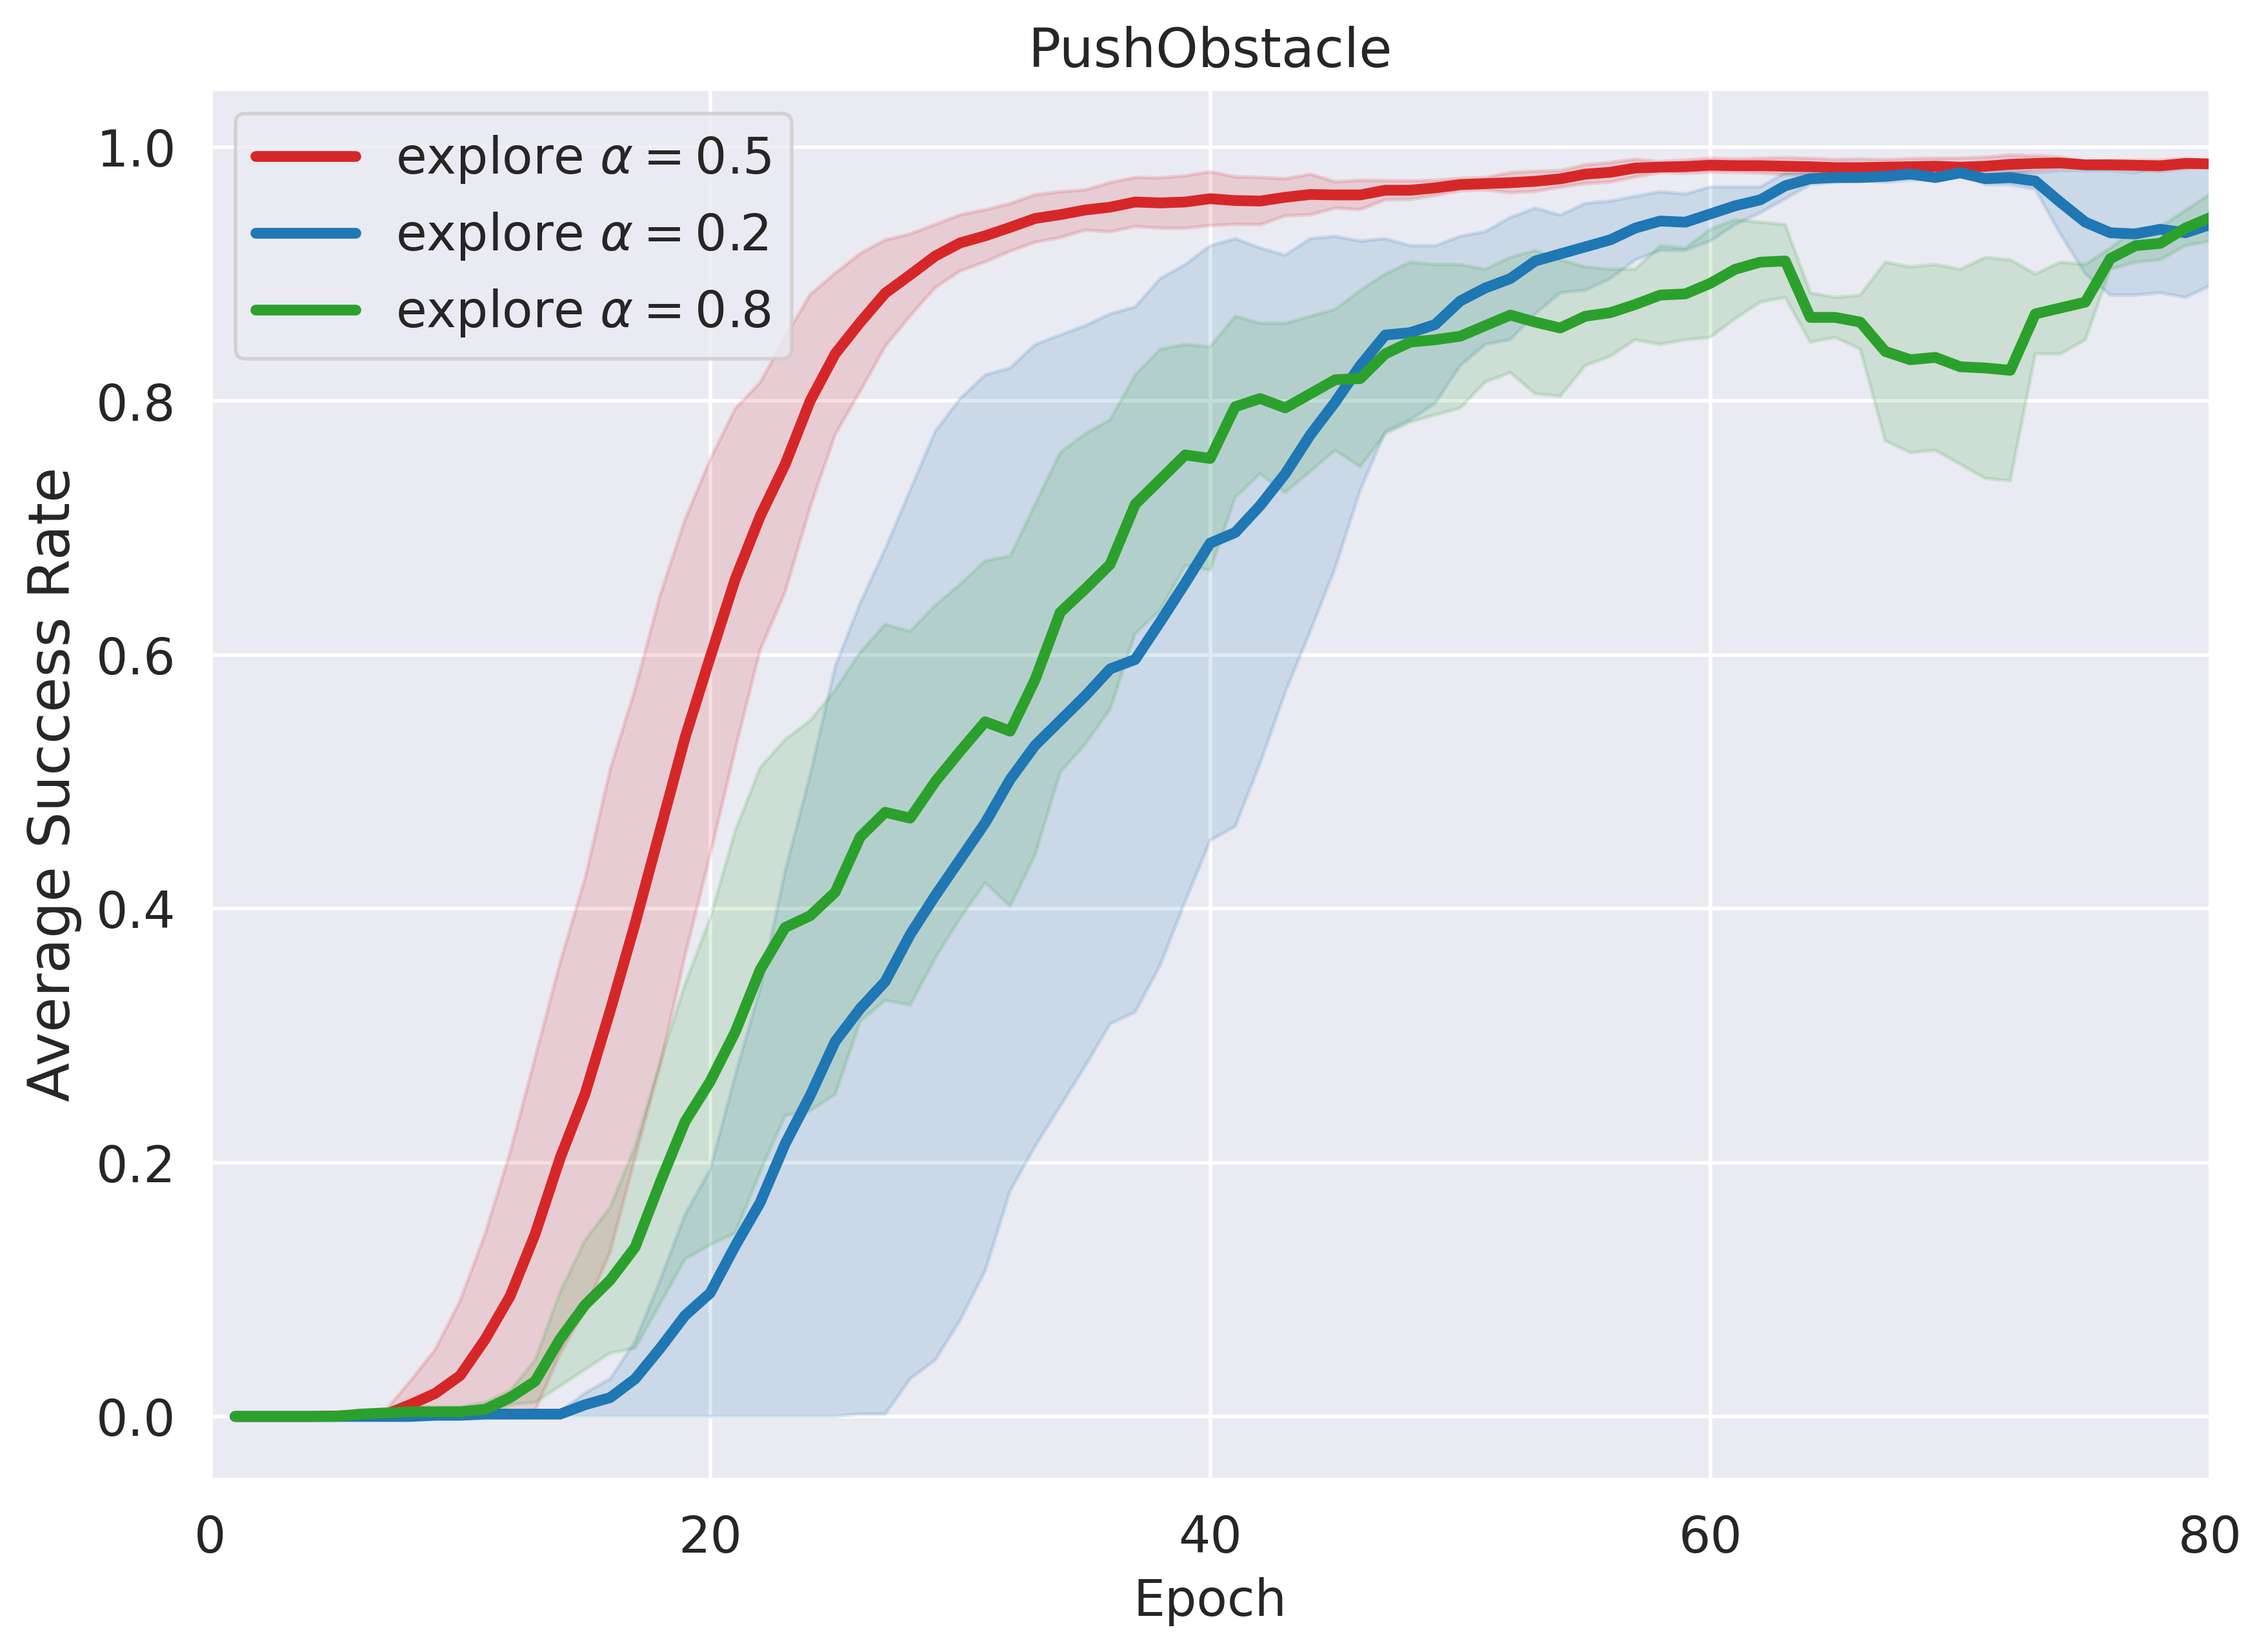 PushObstacle
explore α = 0.5
explore α = 0.2
explore α = 0.8
Average Success Rate
1.0
0.8
0.6
0.4
0.2
0.0
0
20
40
60
80
Epoch